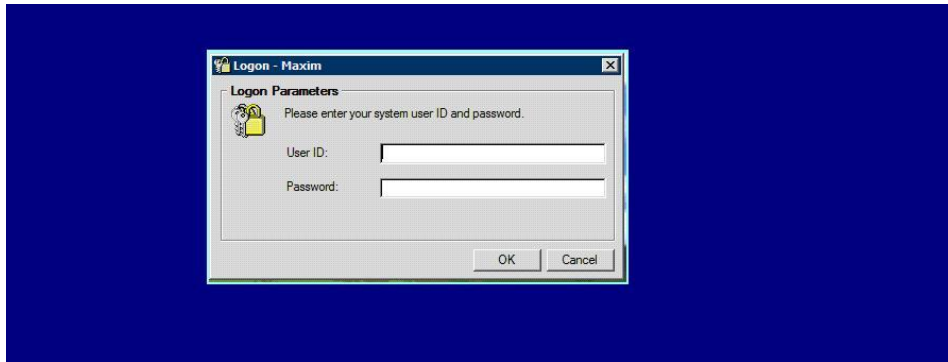 Logon - Maxim
Logon Parameters
Please enter your system user ID and password.
User ID:
Password:
OK Cancel